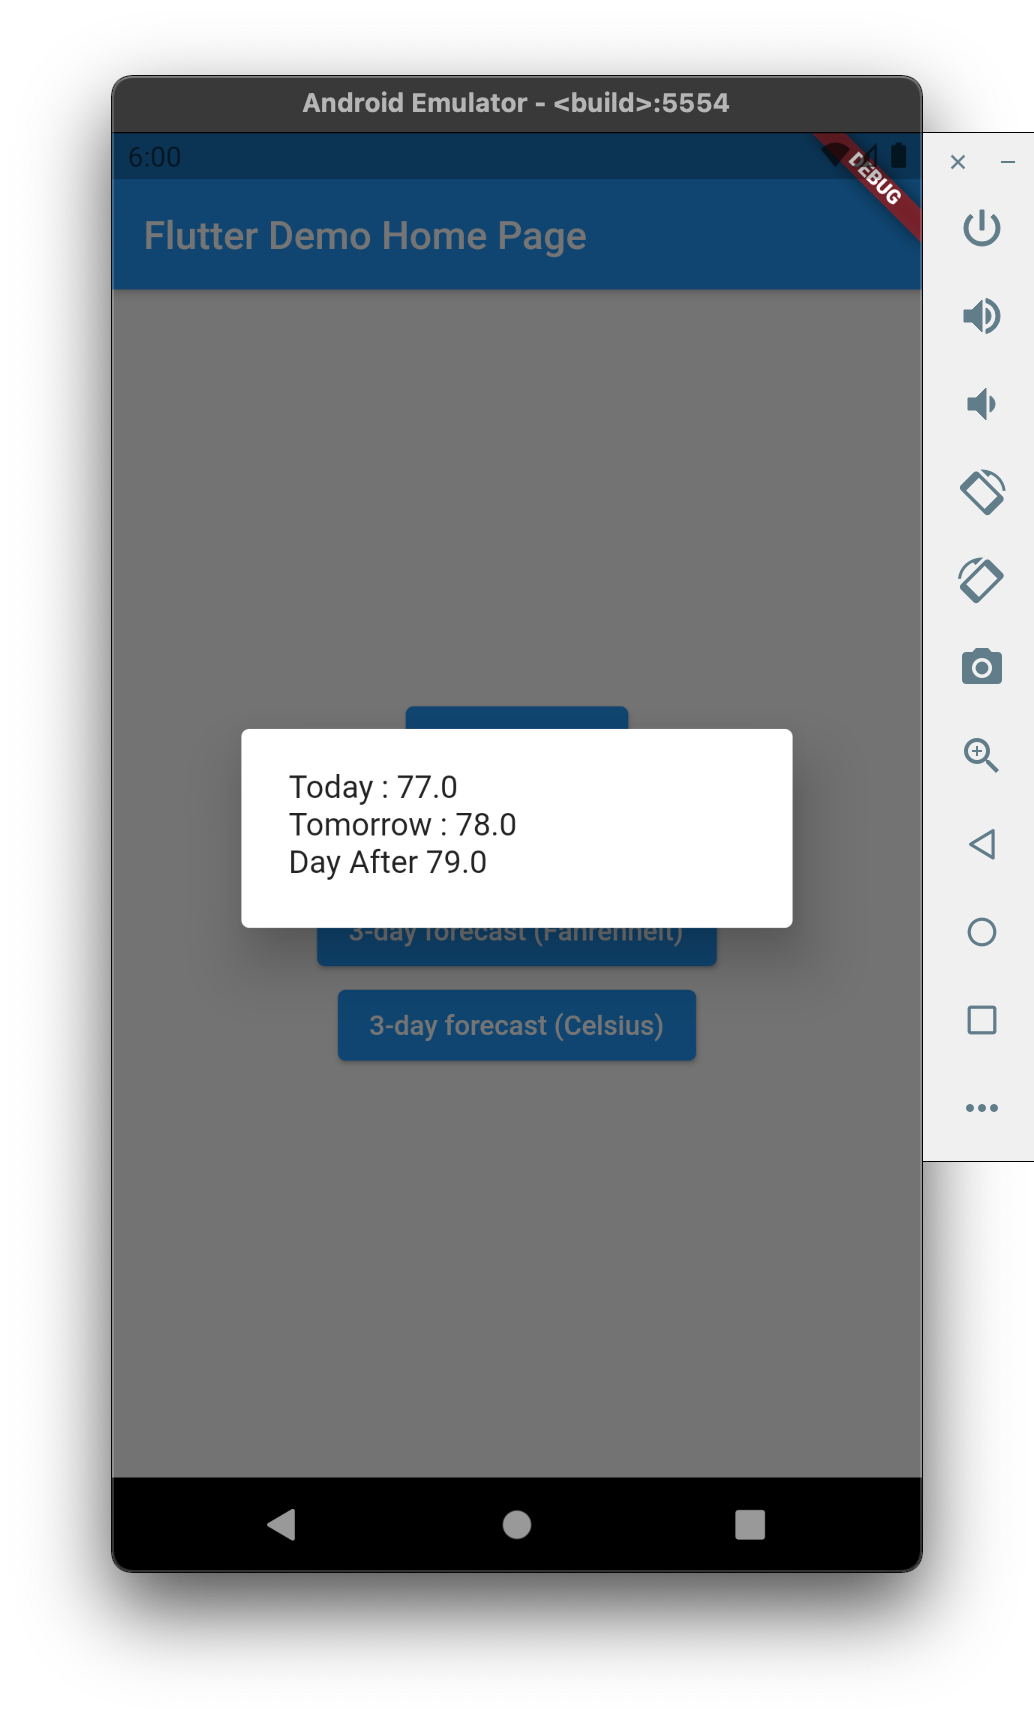 Android Emulator - <build>:5554
6:00
DEBUG
Flutter Demo Home Page
Today : 77.0
Tomorrow : 78.0
Day After 79.0
3-day forecast (Fahrenheit)
3-day forecast (Celsius)